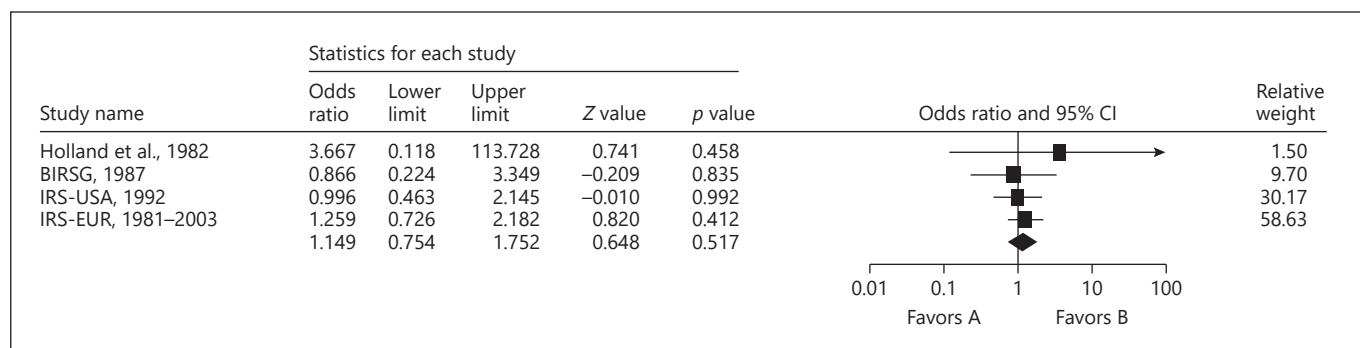 Statistics for each study
Study name Odds ratio Lower limit Upper limit Z value p value Odds ratio and 95% CI Relative weight
Holland et al., 1982 3.667 0.118 113.728 0.741 0.458 1.50
BIRSG, 1987 0.866 0.224 3.349 –0.209 0.835 9.70
IRS-USA, 1992 0.996 0.463 2.145 –0.010 0.992 30.17
IRS-EUR, 1981–2003 1.259 0.726 2.182 0.820 0.412 58.63
1.149 0.754 1.752 0.648 0.517
0.01 0.1 1 10 100
Favors A Favors B